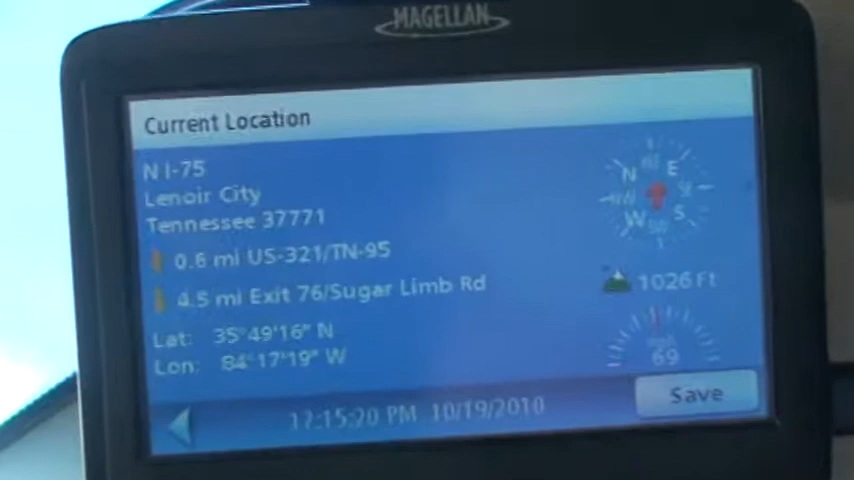 MAGELLAN
Current Location
N I-75
Lenoir City
Tennessee 37771
0.6 mi US-321/TN-95
4.5 mi Exit 76/Sugar Limb Rd
Lat: 35°49'16" N
Lon: 84°17'19" W
N E
W S
1026Ft
69
12:15:20 PM 10/19/2010
Save